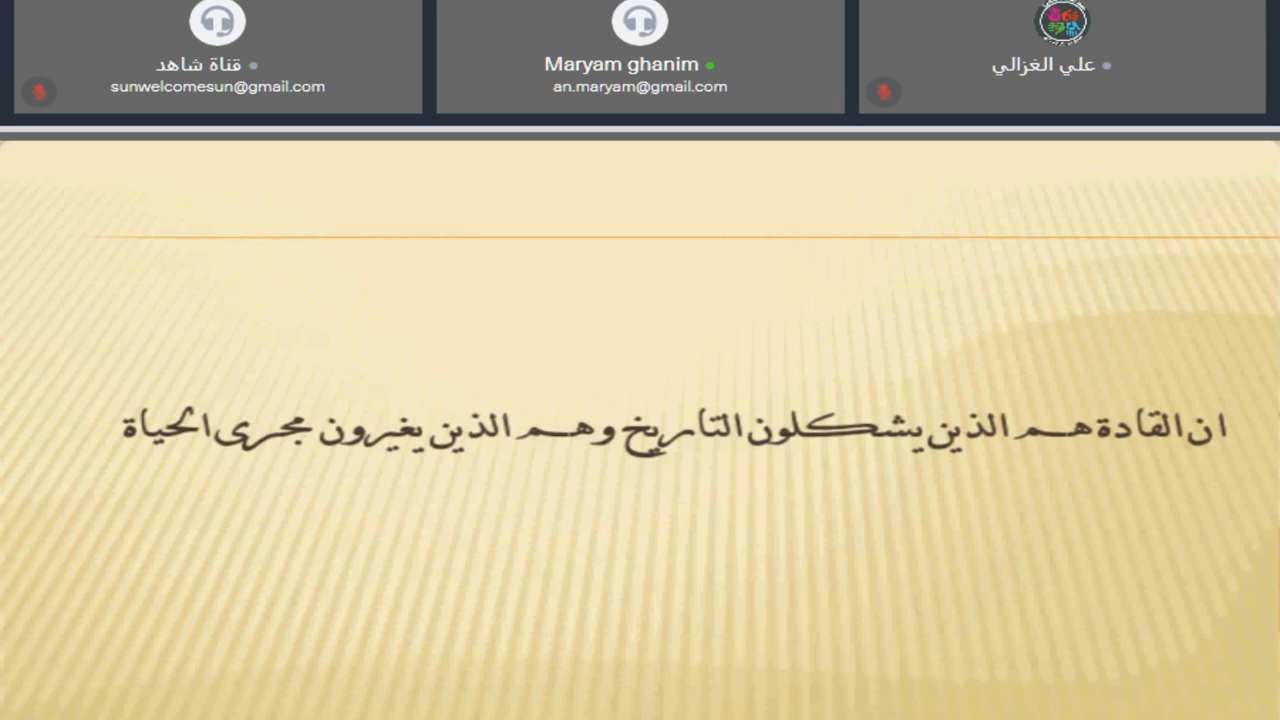 قناة شاهد
sunwelcomesun@gmail.com
Maryam ghanim
an.maryam@gmail.com
علي الغزالي
ان القادة هم الذين يشكلون التاريخ وهم الذين يغيرون مجرى الحياة